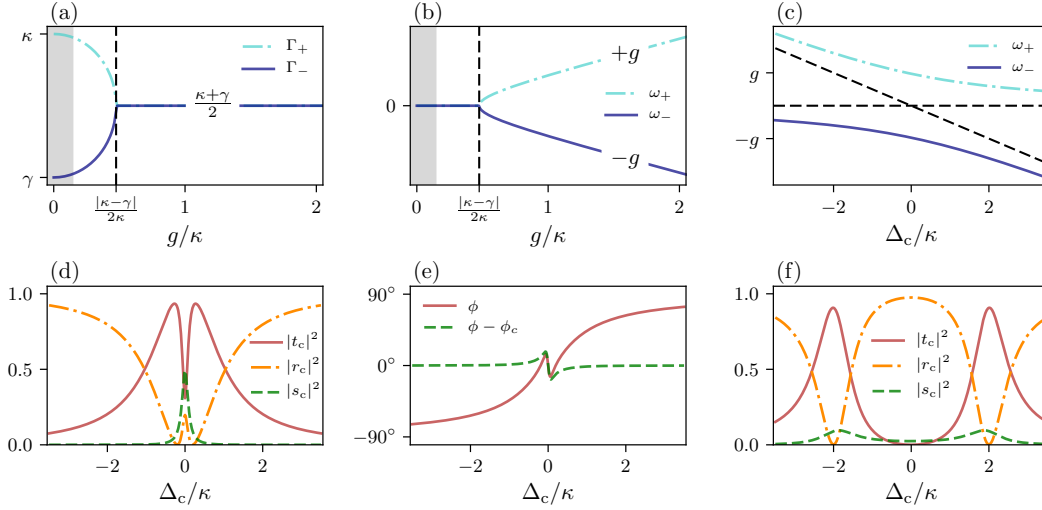 (a)
κ
γ
Γ₊
Γ₋
κ+γ
2
0
|κ−γ|
2κ
1
2
g/κ
(b)
0
+g
ω₊
ω₋
−g
0
|κ−γ|
2κ
1
2
g/κ
(c)
g
−g
ω₊
ω₋
−2
0
2
Δc/κ
(d)
1.0
0.5
0.0
|tc|²
|rc|²
|sc|²
−2
0
2
Δc/κ
(e)
90°
0°
−90°
ϕ
ϕ − ϕc
−2
0
2
Δc/κ
(f)
1.0
0.5
0.0
|tc|²
|rc|²
|sc|²
−2
0
2
Δc/κ